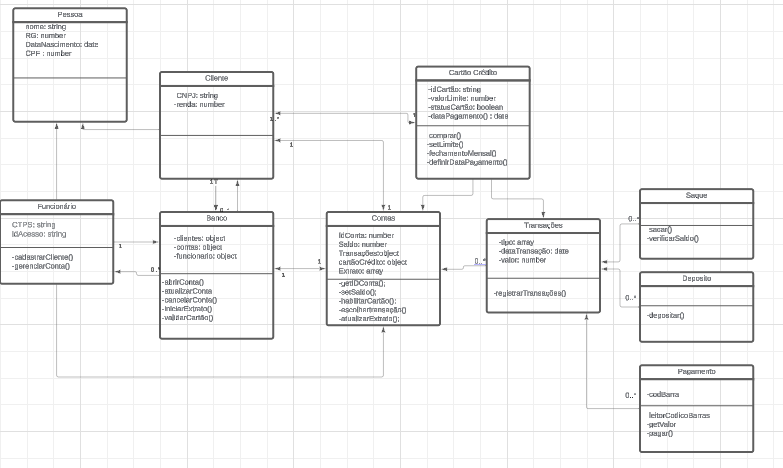 Pessoa
nome: string
RG: number
DataNascimento: date
CPF : number
Cliente
CNPJ: string
-renda: number
Cartão Crédito
-idCartão: string
-valorLimite: number
-statusCartão: boolean
-dataPagamento() : date
comprar()
-setLimite()
-fechamentoMensal()
-definirDataPagamento()
1..*
1
1
1
Funcionário
CTPS: string
IdAcesso: string
-cadastrarCliente()
-gerenciarConta()
1
0..*
Banco
-clientes: object
-contas: object
-funcionario: object
-abrirConta()
-atualizarConta
-cancelarConta()
-iniciarExtrato()
-validarCartão()
1
1
Contas
IdConta: number
Saldo: number
Transações:object
cartãoCrédito: object
Extrato: array
-getIDConta();
-setSaldo();
-habilitarCartão();
-escolhertransação()
-atualizarExtrato();
0..*
Transações
-tipo: array
-dataTransação: date
-valor: number
-registrarTransações()
0..*
Saque
sacar()
-verificarSaldo()
0..*
Deposito
-depositar()
0..*
Pagamento
-codBarra
-getValor
-pagar()